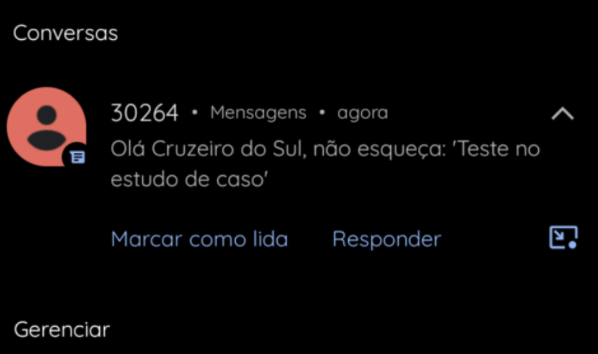 Conversas
30264 • Mensagens • agora
Olá Cruzeiro do Sul, não esqueça: 'Teste no
estudo de caso'
Marcar como lida Responder
Gerenciar